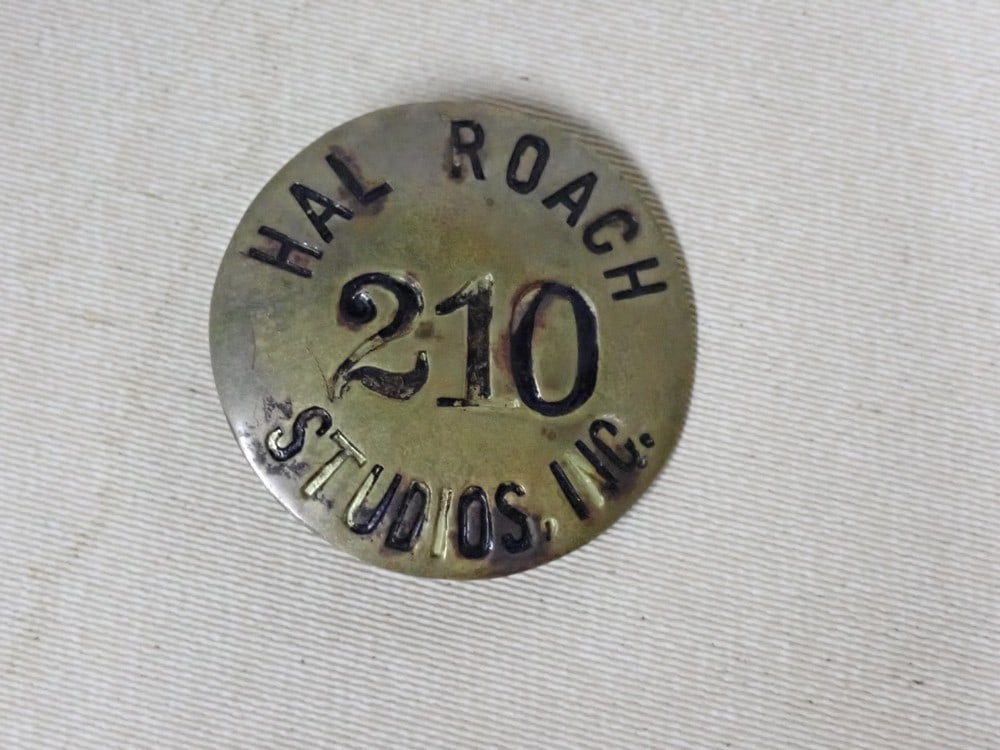 HAL ROACH
210
STUDIOS, INC.